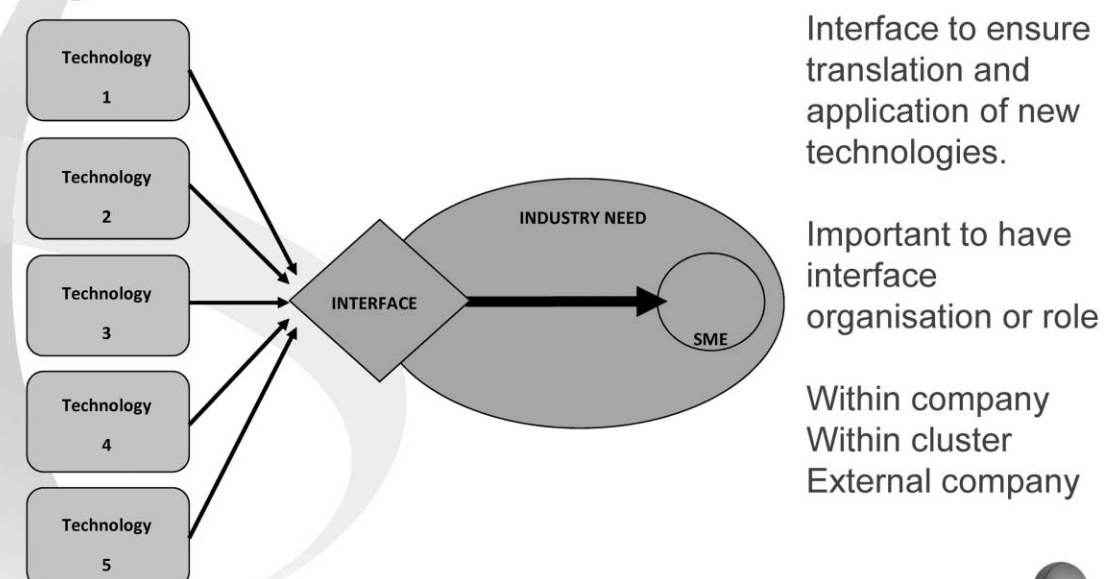 Technology
1
Technology
2
Technology
3
Technology
4
Technology
5
INTERFACE
INDUSTRY NEED
SME
Interface to ensure
translation and
application of new
technologies.
Important to have
interface
organisation or role
Within company
Within cluster
External company